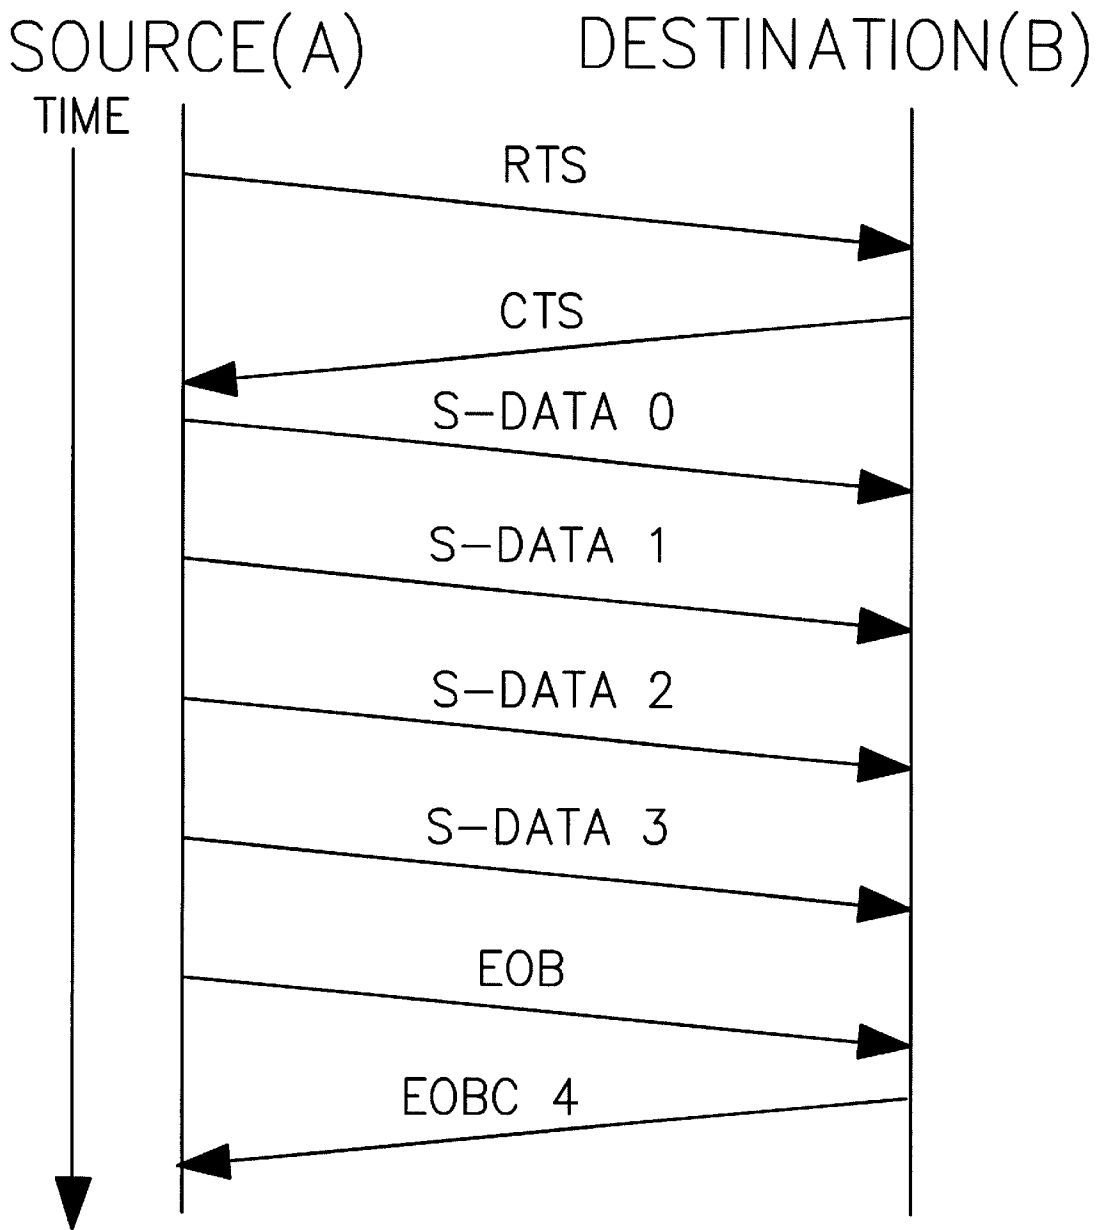 SOURCE(A)
DESTINATION(B)
TIME
RTS
CTS
S-DATA 0
S-DATA 1
S-DATA 2
S-DATA 3
EOB
EOBC 4